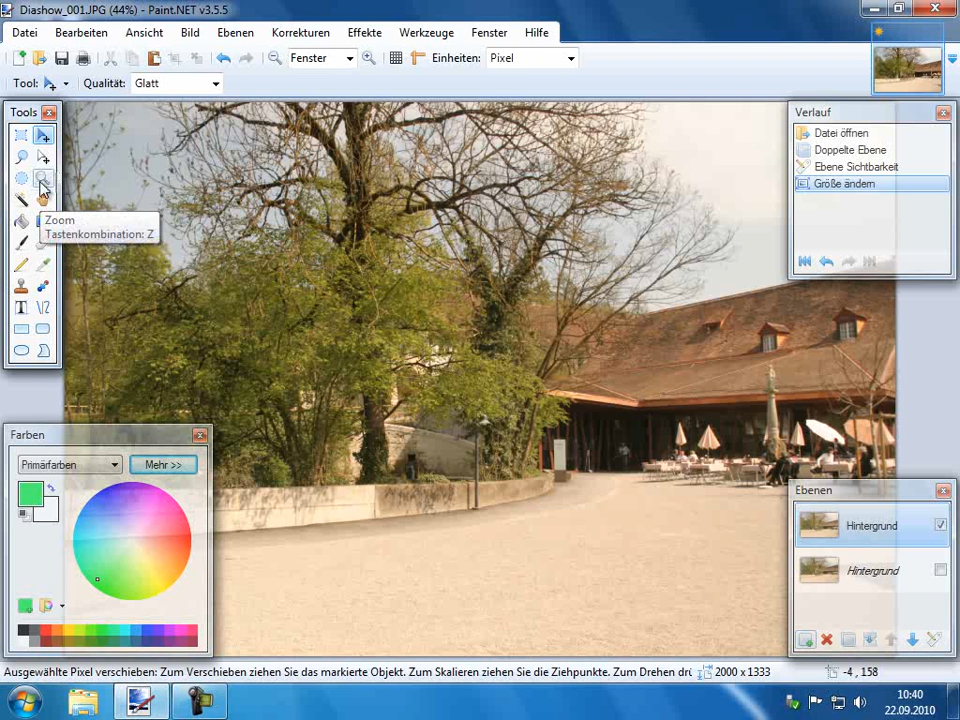 Diashow_001.JPG (44%) - Paint.NET v3.5.5
Datei Bearbeiten Ansicht Bild Ebenen Korrekturen Effekte Werkzeuge Fenster Hilfe
Fenster Einheiten: Pixel
Tool: Qualität: Glatt
Tools
Zoom
Tastenkombination: Z
Verlauf
Datei öffnen
Doppelte Ebene
Ebene Sichtbarkeit
Größe ändern
Farben
Primärfarben Mehr >>
Ebenen
Hintergrund
Hintergrund
Ausgewählte Pixel verschieben: Zum Verschieben ziehen Sie das markierte Objekt. Zum Skalieren ziehen Sie die Ziehpunkte. Zum Drehen drü 2000 x 1333 -4 , 158
10:40
22.09.2010